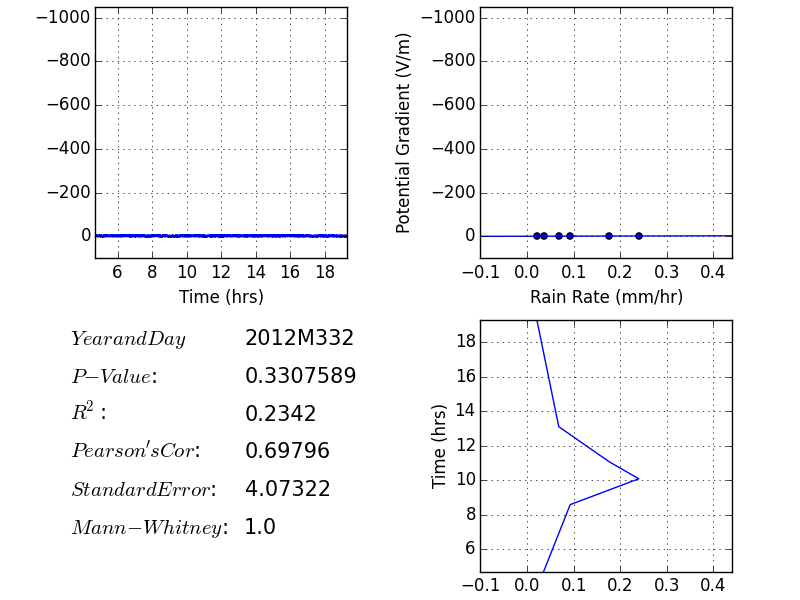 −1000
−800
−600
−400
−200
0
6 8 10 12 14 16 18
Time (hrs)
Potential Gradient (V/m)
−1000
−800
−600
−400
−200
0
−0.1 0.0 0.1 0.2 0.3 0.4
Rain Rate (mm/hr)
YearandDay 2012M332
P−Value: 0.3307589
R²: 0.2342
Pearson'sCor: 0.69796
StandardError: 4.07322
Mann−Whitney: 1.0
Time (hrs)
18
16
14
12
10
8
6
−0.1 0.0 0.1 0.2 0.3 0.4